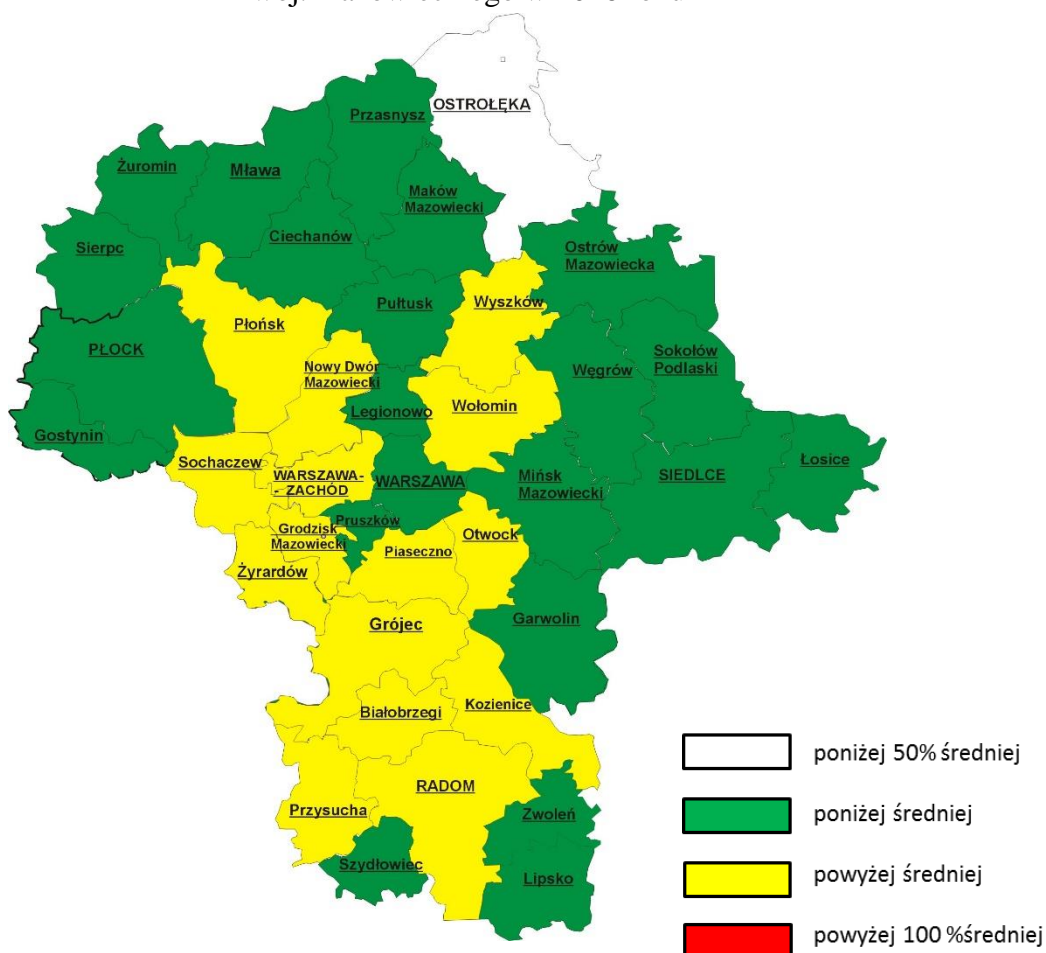 OSTROŁĘKA
Przasnysz
Żuromin
Mława
Maków
Mazowiecki
Ciechanów
Sierpc
Ostrów
Mazowiecka
Pułtusk
Wyszków
Płońsk
PŁOCK
Sokołów
Podlaski
Nowy Dwór
Mazowiecki
Węgrów
Legionowo
Wołomin
Gostynin
Sochaczew
Łosice
WARSZAWA-
- ZACHÓD
WARSZAWA
Mińsk
Mazowiecki
SIEDLCE
Pruszków
Grodzisk
Mazowiecki
Otwock
Piaseczno
Żyrardów
Garwolin
Grójec
Kozienice
Białobrzegi
RADOM
Przysucha
Zwoleń
Szydłowiec
Lipsko
poniżej 50% średniej
poniżej średniej
powyżej średniej
powyżej 100 %średniej